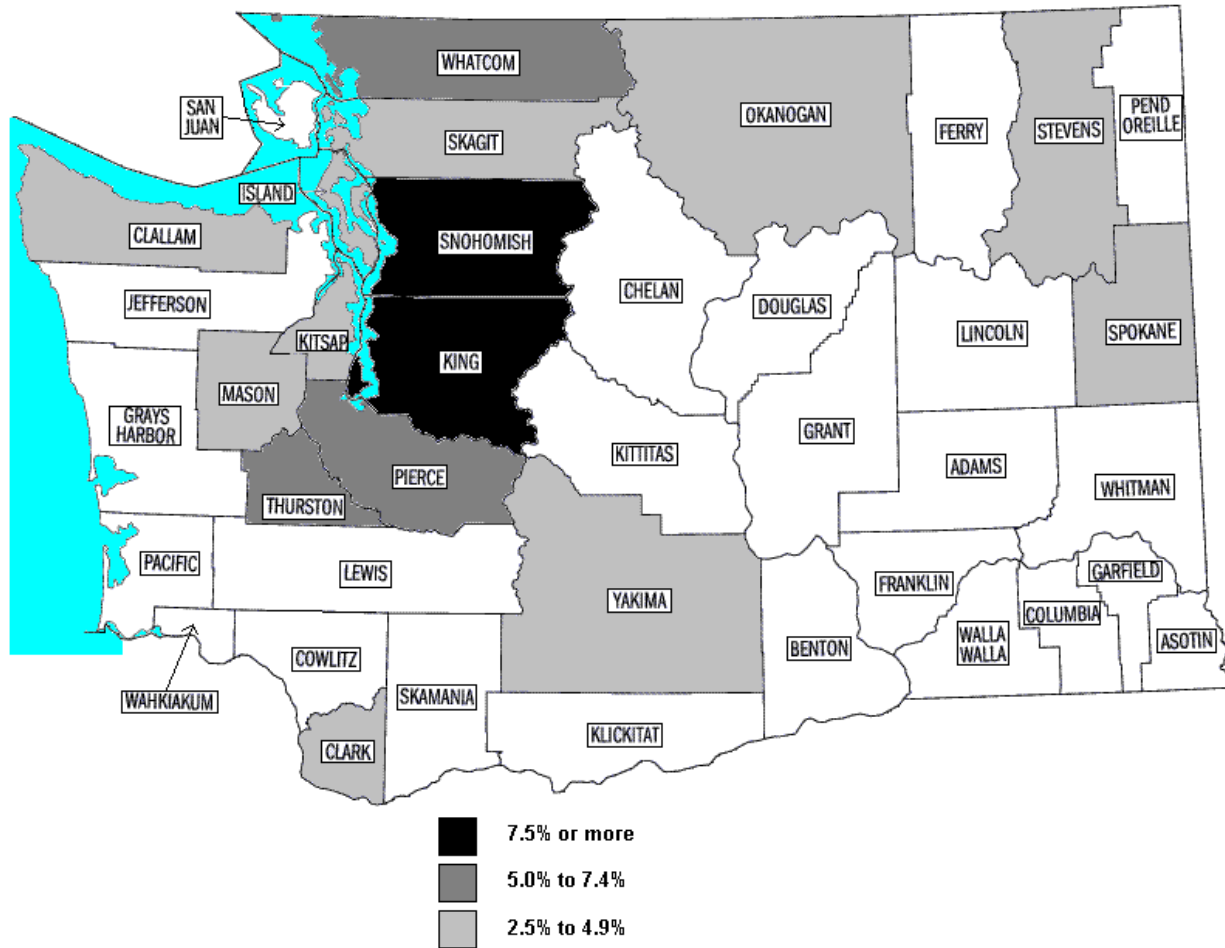 WHATCOM
SAN
JUAN
SKAGIT
OKANOGAN
FERRY
STEVENS
PEND
OREILLE
ISLAND
CLALLAM
SNOHOMISH
JEFFERSON
CHELAN
DOUGLAS
LINCOLN
SPOKANE
KITSAP
KING
MASON
GRAYS
HARBOR
GRANT
KITTITAS
ADAMS
PIERCE
WHITMAN
THURSTON
PACIFIC
LEWIS
YAKIMA
FRANKLIN
GARFIELD
COLUMBIA
WALLA
WALLA
ASOTIN
BENTON
COWLITZ
SKAMANIA
WAHKIAKUM
KLICKITAT
CLARK
7.5% or more
5.0% to 7.4%
2.5% to 4.9%